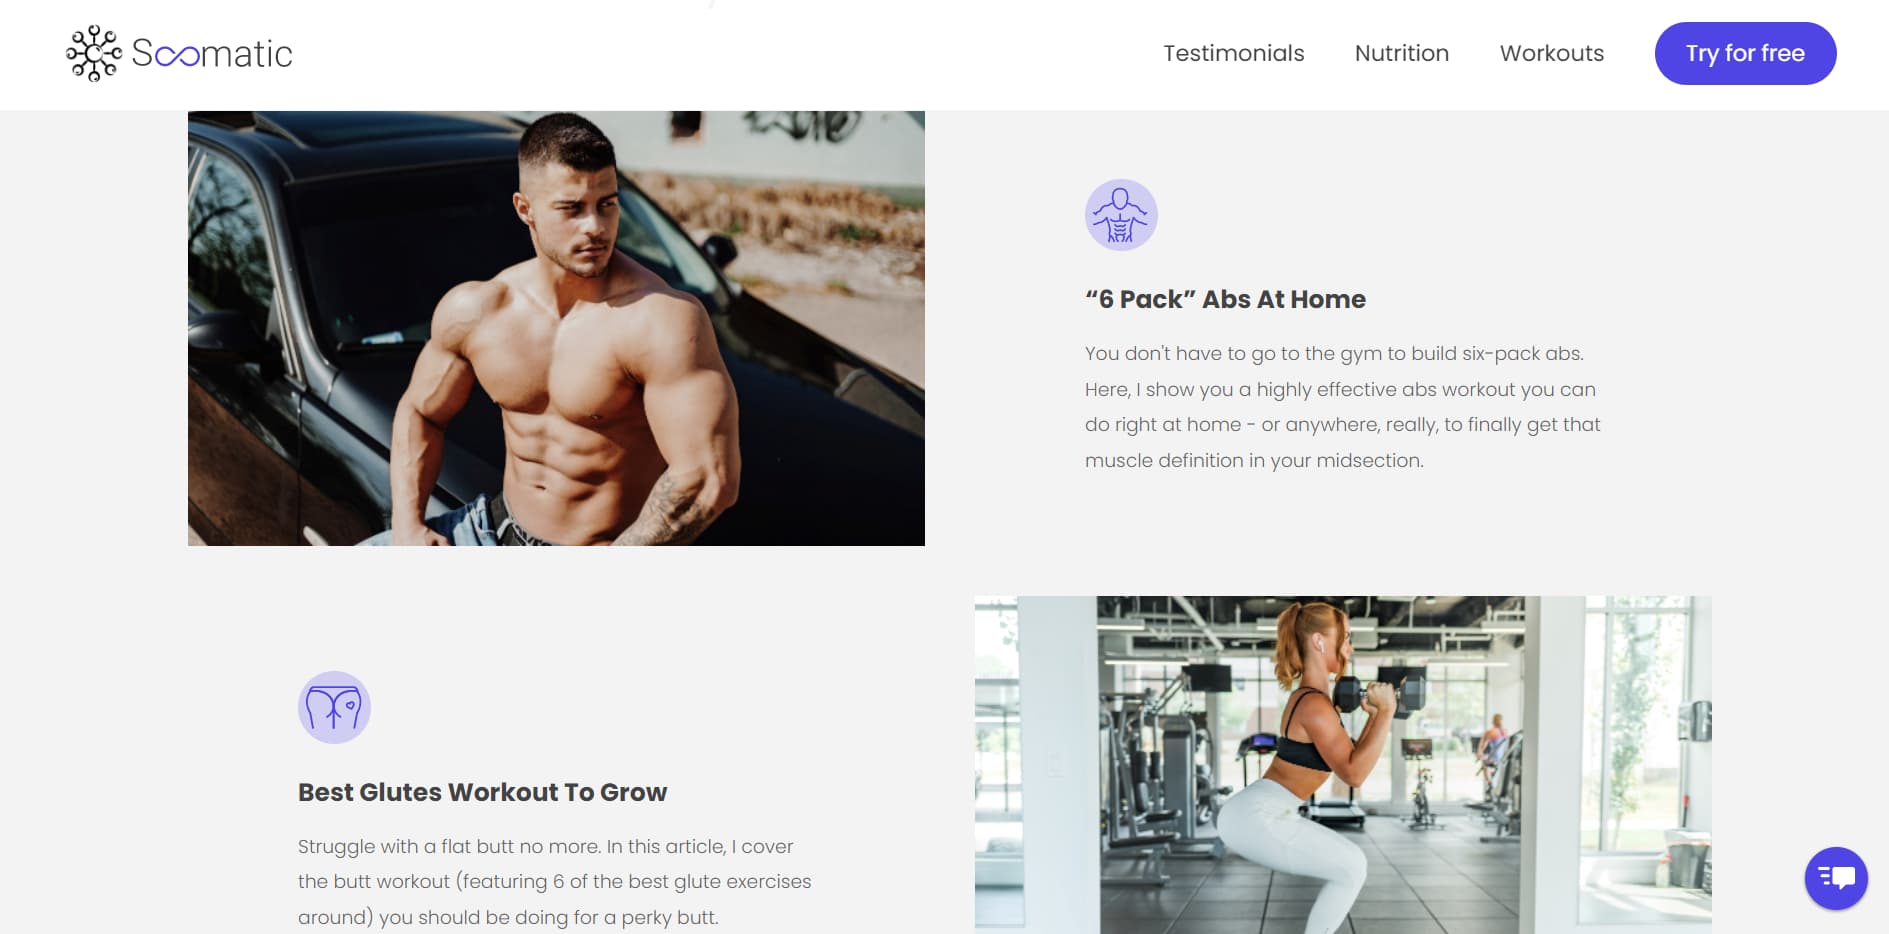 Soomatic
Testimonials
Nutrition
Workouts
Try for free
“6 Pack” Abs At Home
You don't have to go to the gym to build six-pack abs.
Here, I show you a highly effective abs workout you can
do right at home - or anywhere, really, to finally get that
muscle definition in your midsection.
Best Glutes Workout To Grow
Struggle with a flat butt no more. In this article, I cover
the butt workout (featuring 6 of the best glute exercises
around) you should be doing for a perky butt.